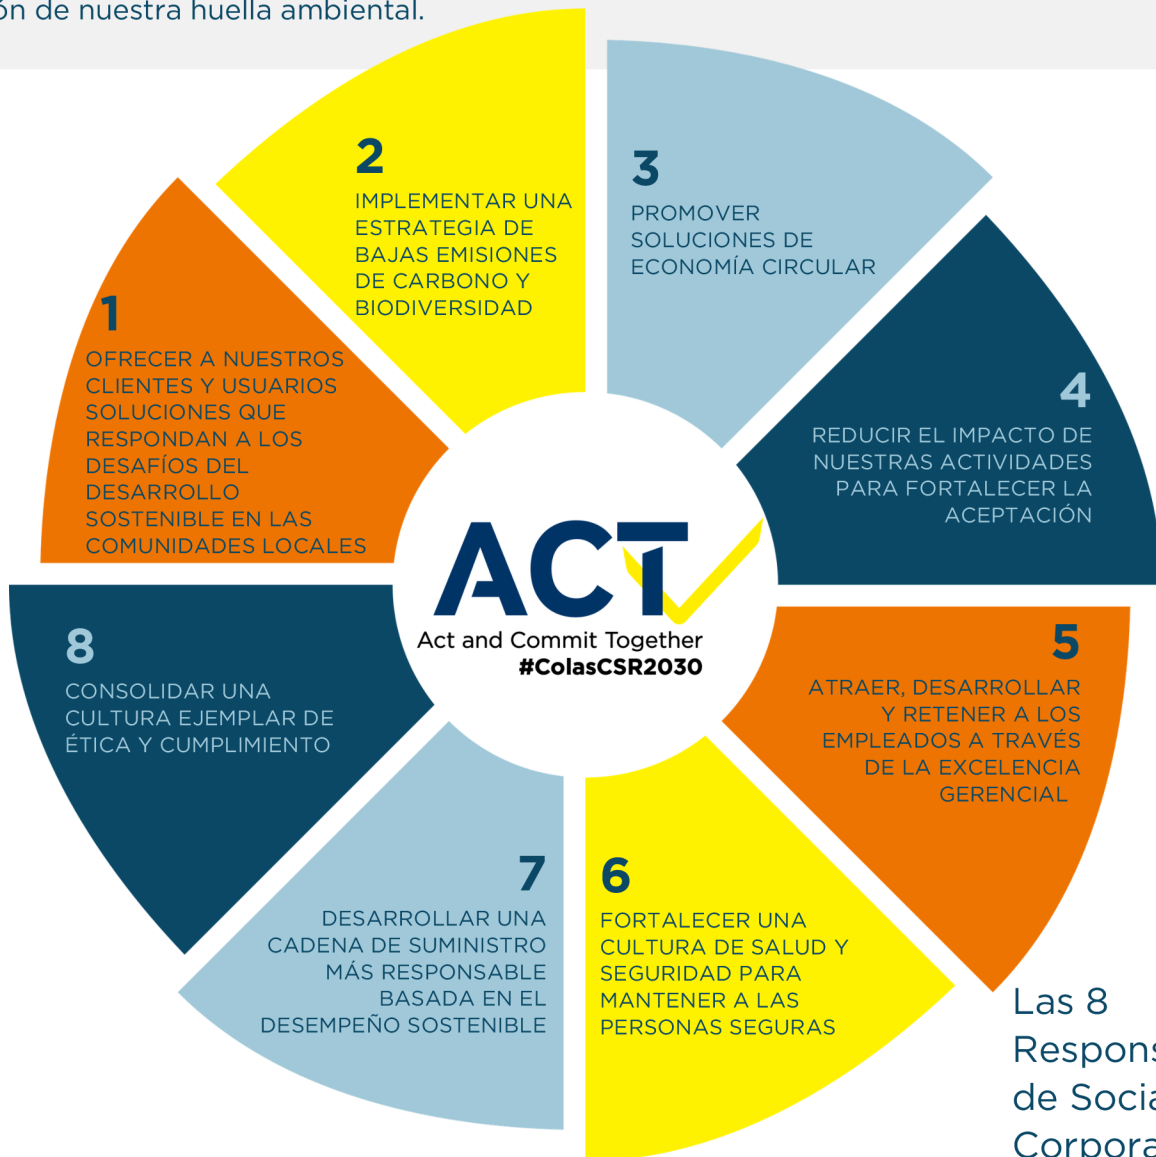 de nuestra huella ambiental.
1
OFRECER A NUESTROS
CLIENTES Y USUARIOS
SOLUCIONES QUE
RESPONDAN A LOS
DESAFÍOS DEL
DESARROLLO
SOSTENIBLE EN LAS
COMUNIDADES LOCALES
2
IMPLEMENTAR UNA
ESTRATEGIA DE
BAJAS EMISIONES
DE CARBONO Y
BIODIVERSIDAD
3
PROMOVER
SOLUCIONES DE
ECONOMÍA CIRCULAR
4
REDUCIR EL IMPACTO DE
NUESTRAS ACTIVIDADES
PARA FORTALECER LA
ACEPTACIÓN
ACT
Act and Commit Together
#ColasCSR2030
5
ATRAER, DESARROLLAR
Y RETENER A LOS
EMPLEADOS A TRAVÉS
DE LA EXCELENCIA
GERENCIAL
6
FORTALECER UNA
CULTURA DE SALUD Y
SEGURIDAD PARA
MANTENER A LAS
PERSONAS SEGURAS
7
DESARROLLAR UNA
CADENA DE SUMINISTRO
MÁS RESPONSABLE
BASADA EN EL
DESEMPEÑO SOSTENIBLE
8
CONSOLIDAR UNA
CULTURA EJEMPLAR DE
ÉTICA Y CUMPLIMIENTO
Las 8
de